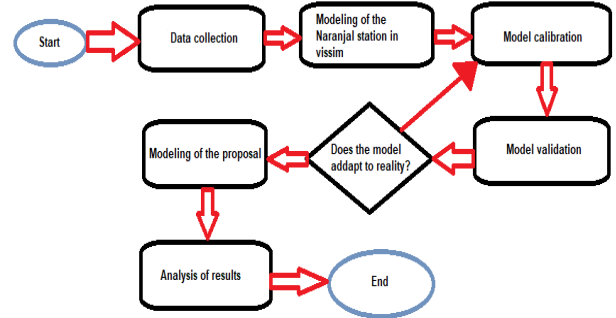 Start
Data collection
Modeling of the
Naranjal station in
vissim
Model calibration
Model validation
Does the model
addapt to reality?
Modeling of the proposal
Analysis of results
End